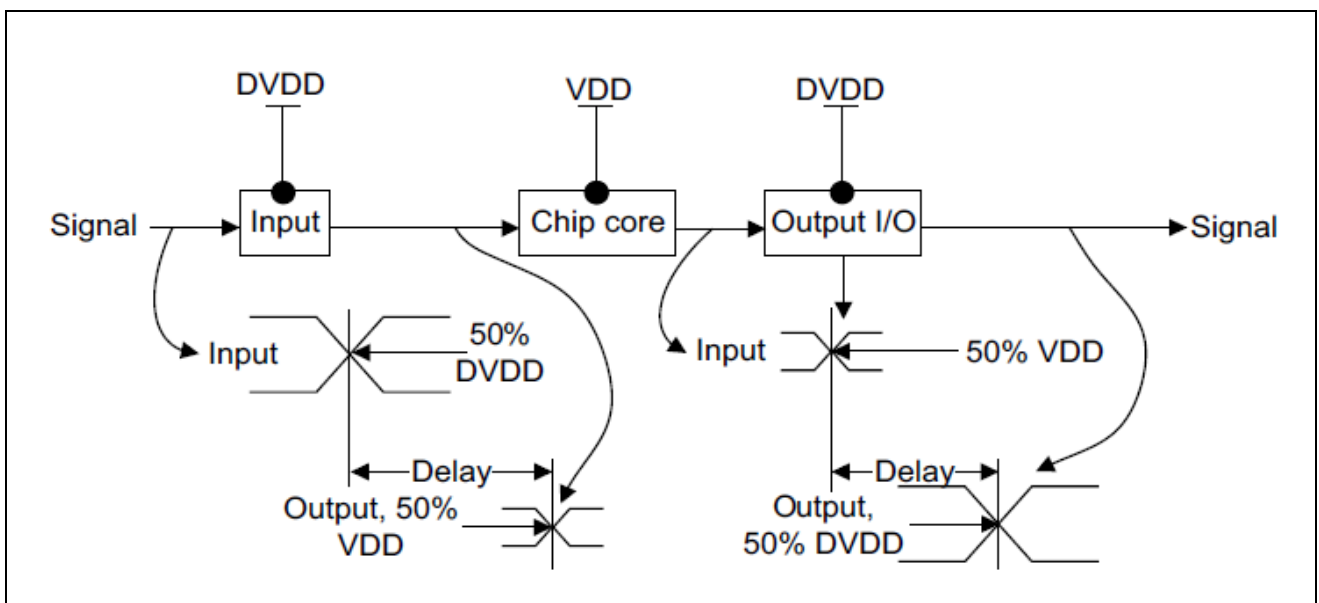 DVDD
VDD
DVDD
Signal
Input
Chip core
Output I/O
Signal
Input
50%
DVDD
Input
50% VDD
Delay
Output, 50%
VDD
Delay
Output,
50% DVDD